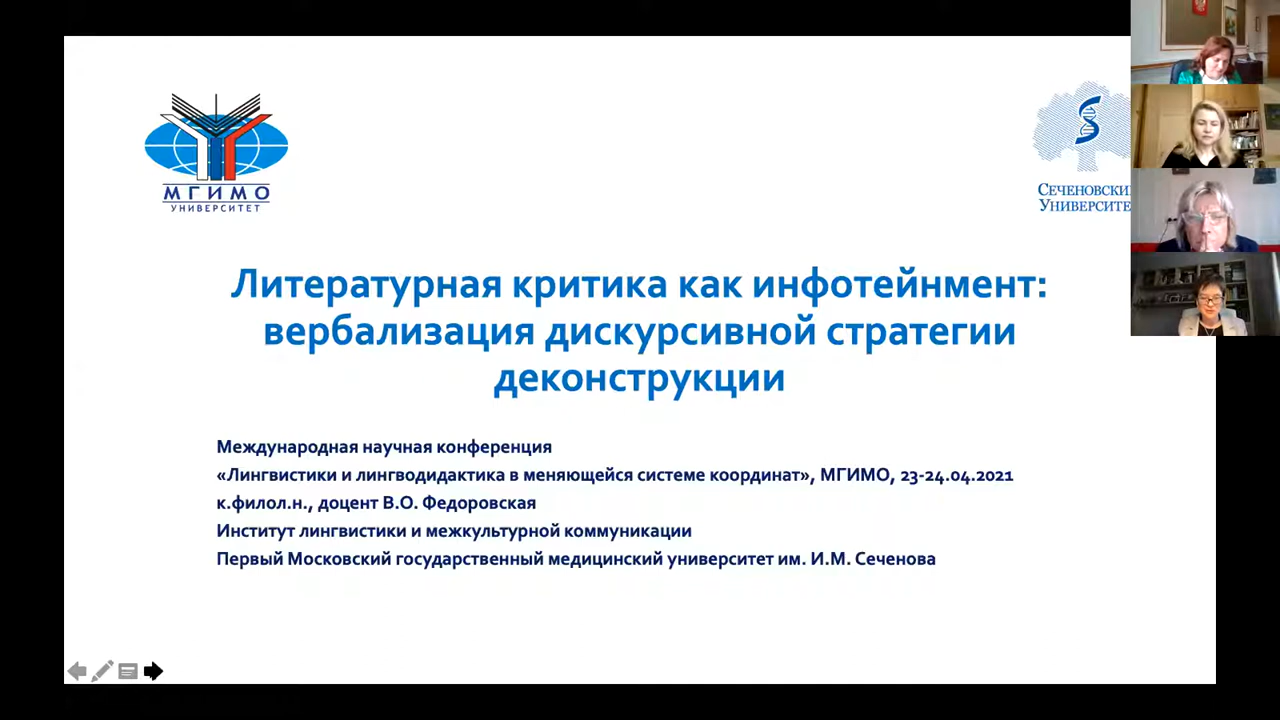 МГИМО
УНИВЕРСИТЕТ
СЕЧЕНОВСКИ
УНИВЕРСИТЕ
Литературная критика как инфотейнмент:
вербализация дискурсивной стратегии
деконструкции
Международная научная конференция
«Лингвистики и лингводидактика в меняющейся системе координат», МГИМО, 23-24.04.2021
к.филол.н., доцент В.О. Федоровская
Институт лингвистики и межкультурной коммуникации
Первый Московский государственный медицинский университет им. И.М. Сеченова